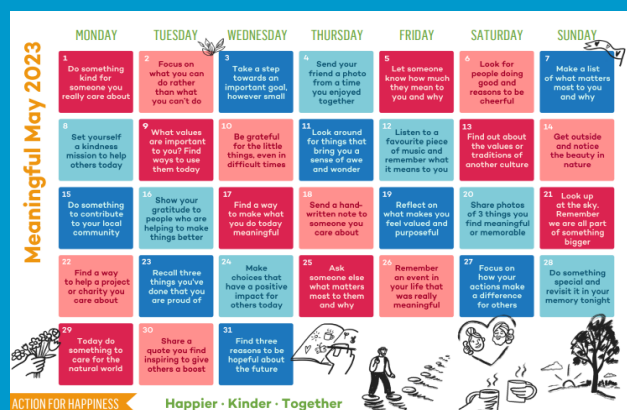 Meaningful May 2023
MONDAY TUESDAY WEDNESDAY THURSDAY FRIDAY SATURDAY SUNDAY
1
Do something
kind for
someone you
really care about
2
Focus on
what you can
do rather
than what
you can't do
3
Take a step
towards an
important goal,
however small
4
Send your
friend a photo
from a time
you enjoyed
together
5
Let someone
know how much
they mean to
you and why
6
Look for
people doing
good and
reasons to be
cheerful
7
Make a list
of what matters
most to you
and why
8
Set yourself
a kindness
mission to help
others today
9
What values
are important
to you? Find
ways to use
them today
10
Be grateful
for the little
things, even in
difficult times
11
Look around
for things that
bring you a
sense of awe
and wonder
12
Listen to a
favourite piece
of music and
remember what
it means to you
13
Find out about
the values or
traditions of
another culture
14
Get outside
and notice
the beauty in
nature
15
Do something
to contribute
to your local
community
16
Show your
gratitude to
people who are
helping to make
things better
17
Find a way
to make what
you do today
meaningful
18
Send a hand-
written note to
someone you
care about
19
Reflect on
what makes you
feel valued and
purposeful
20
Share photos
of 3 things you
find meaningful
or memorable
21
Look up
at the sky.
Remember
we are all part
of something
bigger
22
Find a way
to help a project
or charity you
care about
23
Recall three
things you've
done that you
are proud of
24
Make
choices that
have a positive
impact for
others today
25
Ask
someone else
what matters
most to them
and why
26
Remember
an event in
your life that
was really
meaningful
27
Focus on
how your
actions make
a difference
for others
28
Do something
special and
revisit it in your
memory tonight
29
Today do
something to
care for the
natural world
30
Share a
quote you find
inspiring to give
others a boost
31
Find three
reasons to be
hopeful about
the future
ACTION FOR HAPPINESS
Happier · Kinder · Together